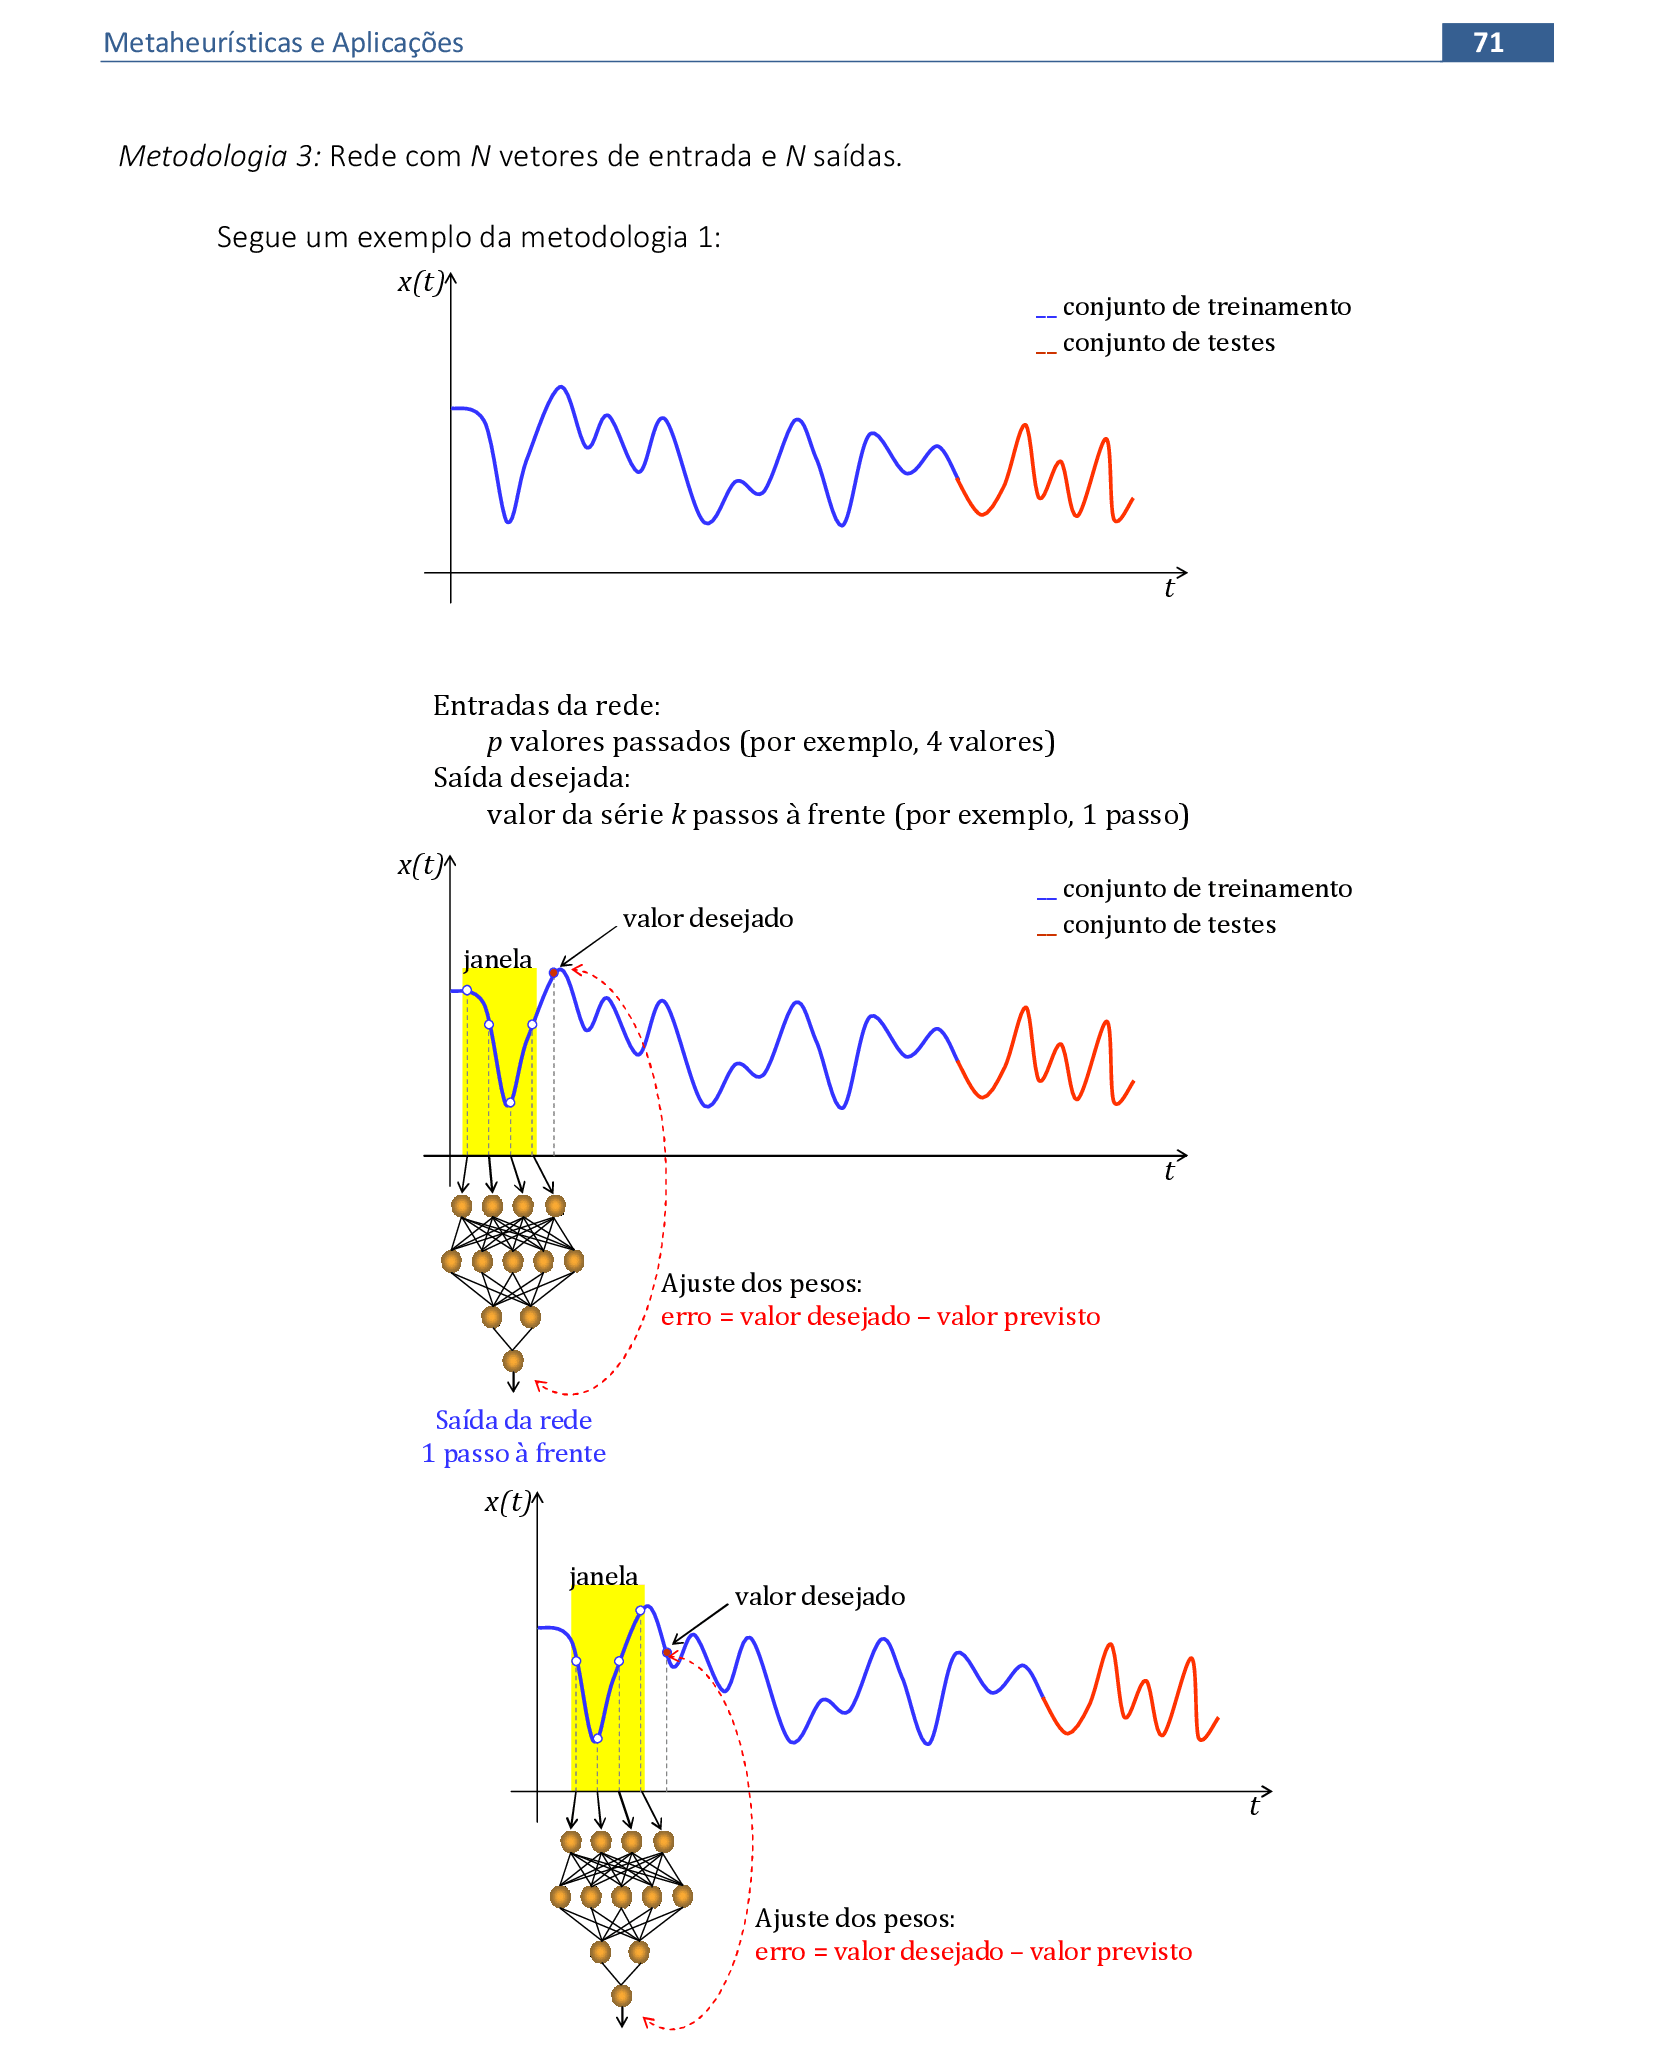 Metaheurísticas e Aplicações 71
Metodologia 3: Rede com N vetores de entrada e N saídas.
Segue um exemplo da metodologia 1:
x(t)
__ conjunto de treinamento
__ conjunto de testes
t
Entradas da rede:
p valores passados (por exemplo, 4 valores)
Saída desejada:
valor da série k passos à frente (por exemplo, 1 passo)
x(t)
__ conjunto de treinamento
valor desejado
__ conjunto de testes
janela
t
Ajuste dos pesos:
erro = valor desejado – valor previsto
Saída da rede
1 passo à frente
x(t)
janela
valor desejado
t
Ajuste dos pesos:
erro = valor desejado – valor previsto